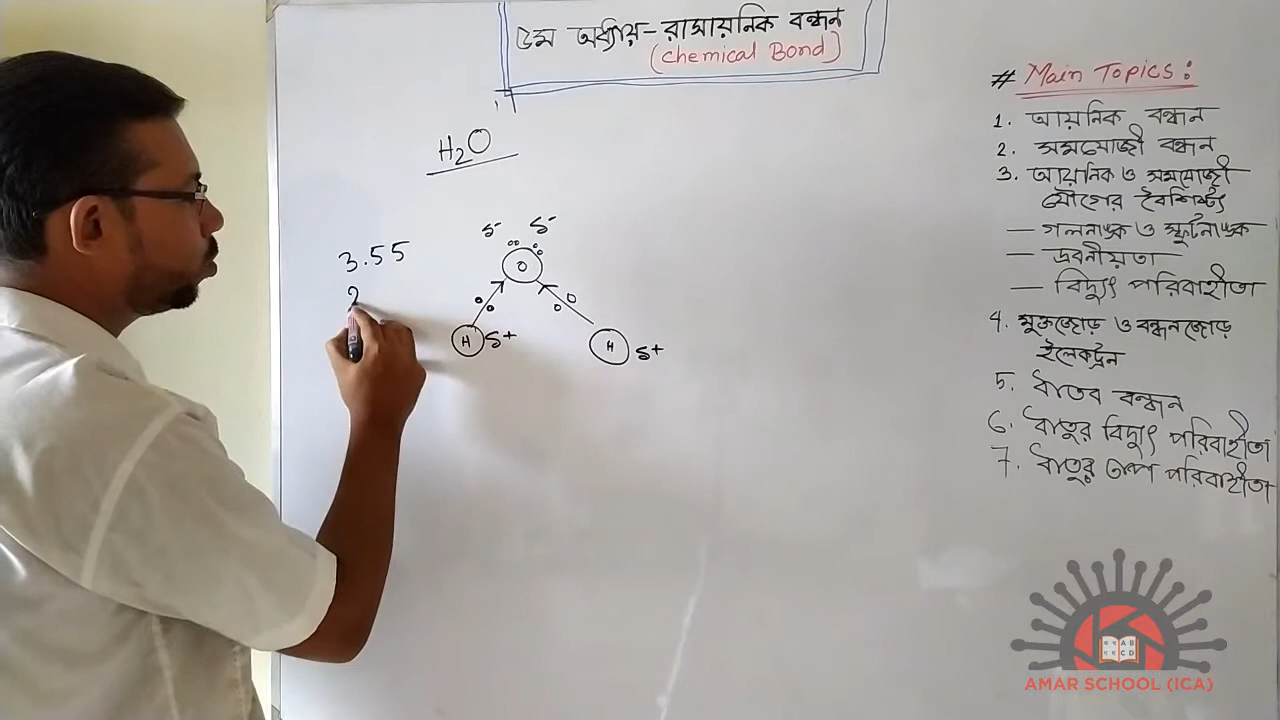 ৫ম অধ্যায়-রাসায়নিক বন্ধন
(Chemical Bond)
H2O
3.55
2
δ- δ-
O
H δ+
H δ+
# Main Topics:
1. আয়নিক বন্ধন
2. সমযোজী বন্ধন
3. আয়নিক ও সমযোজী
যৌগের বৈশিষ্ট্য
— গলনাঙ্ক ও স্ফুটনাঙ্ক
— দ্রবনীয়তা
— বিদ্যুৎ পরিবাহীতা
4. মুক্তজোড় ও বন্ধনজোড়
ইলেকট্রন
5. ধাতব বন্ধন
6. ধাতুর বিদ্যুৎ পরিবাহীতা
7. ধাতুর তাপ পরিবাহীতা
AMAR SCHOOL (ICA)